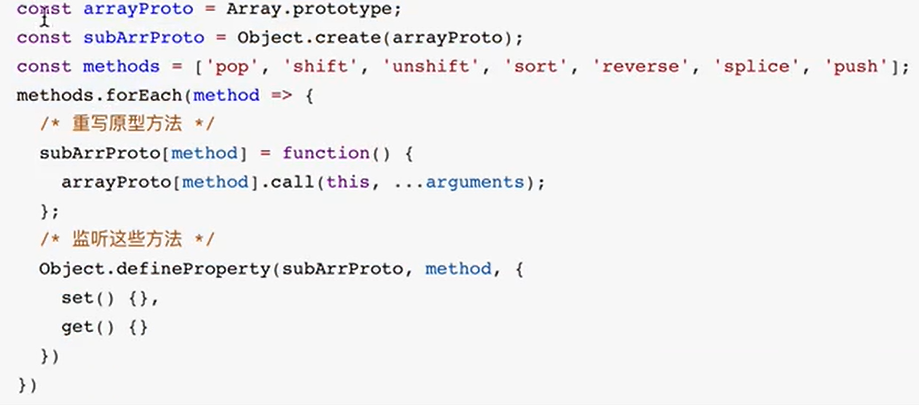 const arrayProto = Array.prototype;
const subArrProto = Object.create(arrayProto);
const methods = ['pop', 'shift', 'unshift', 'sort', 'reverse', 'splice', 'push'];
methods.forEach(method => {
  /* 重写原型方法 */
  subArrProto[method] = function() {
    arrayProto[method].call(this, ...arguments);
  };
  /* 监听这些方法 */
  Object.defineProperty(subArrProto, method, {
    set() {},
    get() {}
  })
})